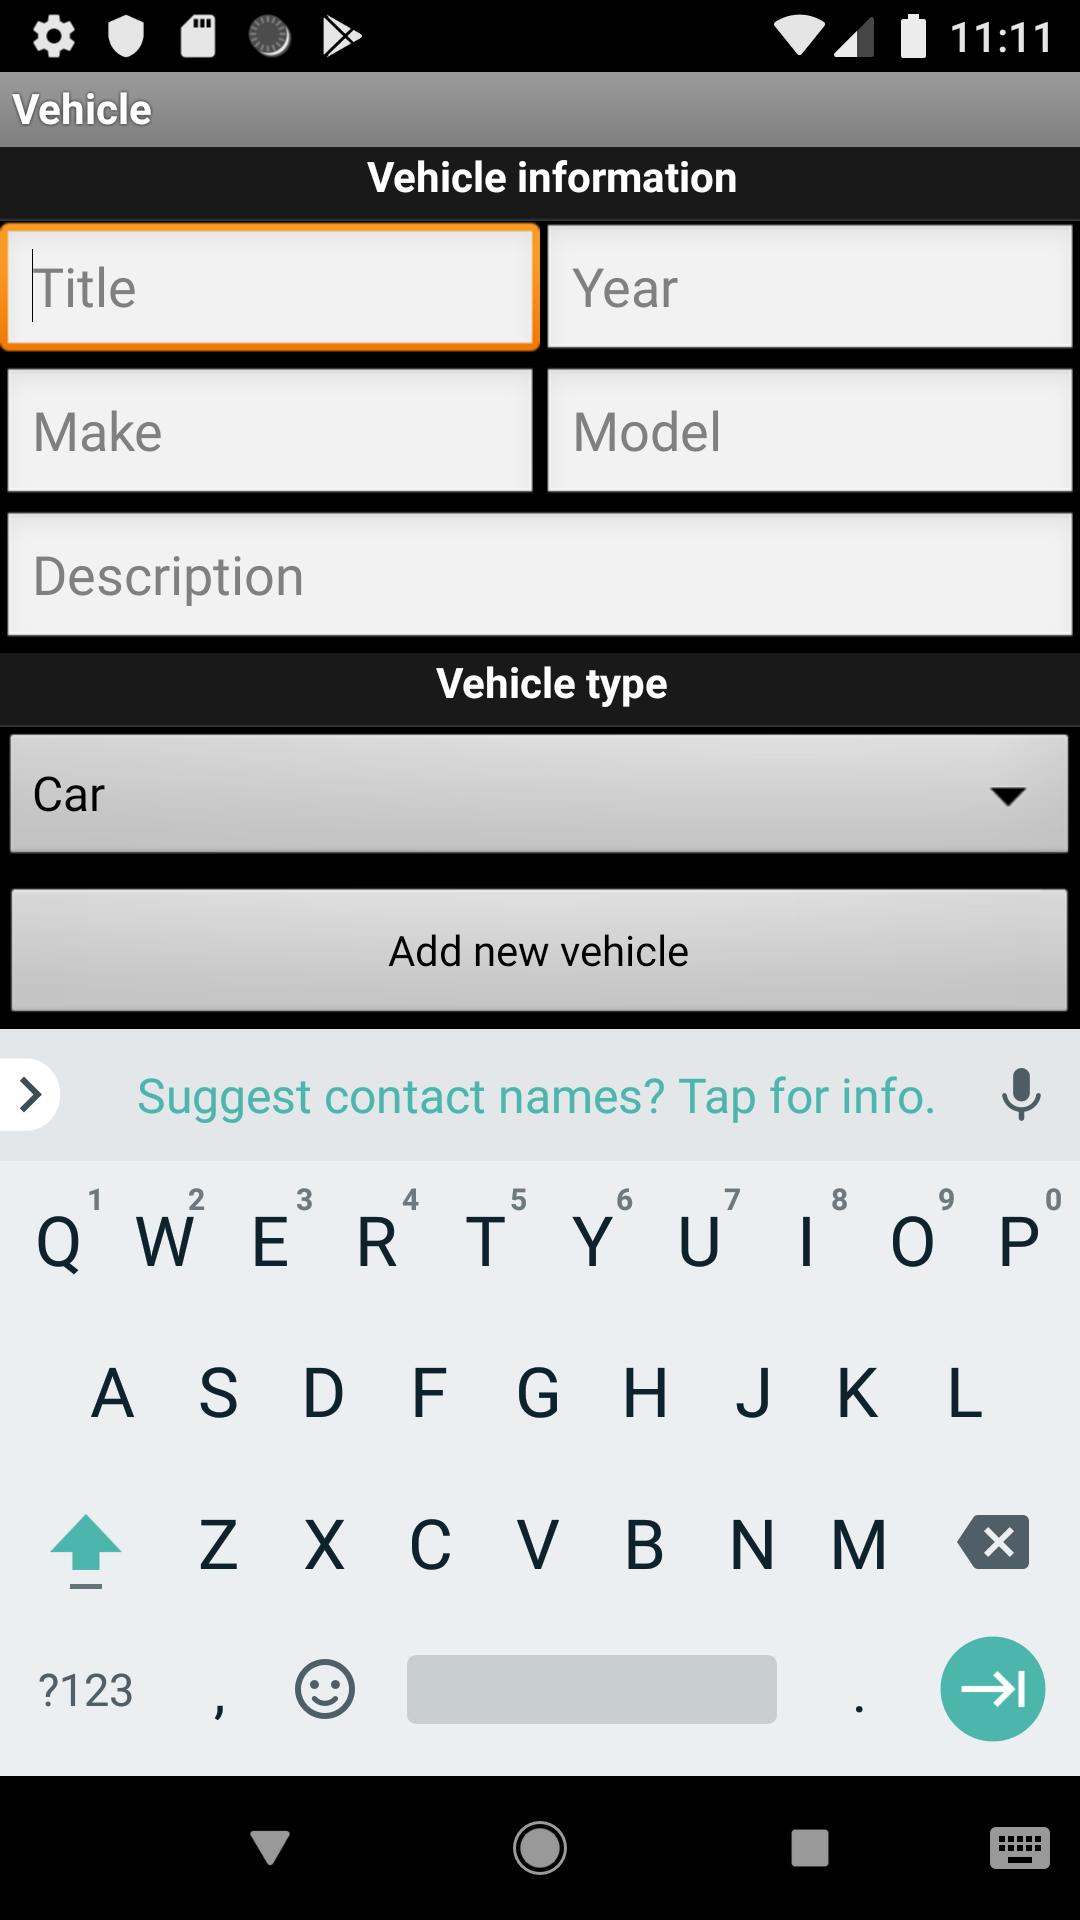 11:11
Vehicle
Vehicle information
Title Year
Make Model
Description
Vehicle type
Car
Add new vehicle
Suggest contact names? Tap for info.
1 2 3 4 5 6 7 8 9 0
Q W E R T Y U I O P
A S D F G H J K L
Z X C V B N M
?123 , .